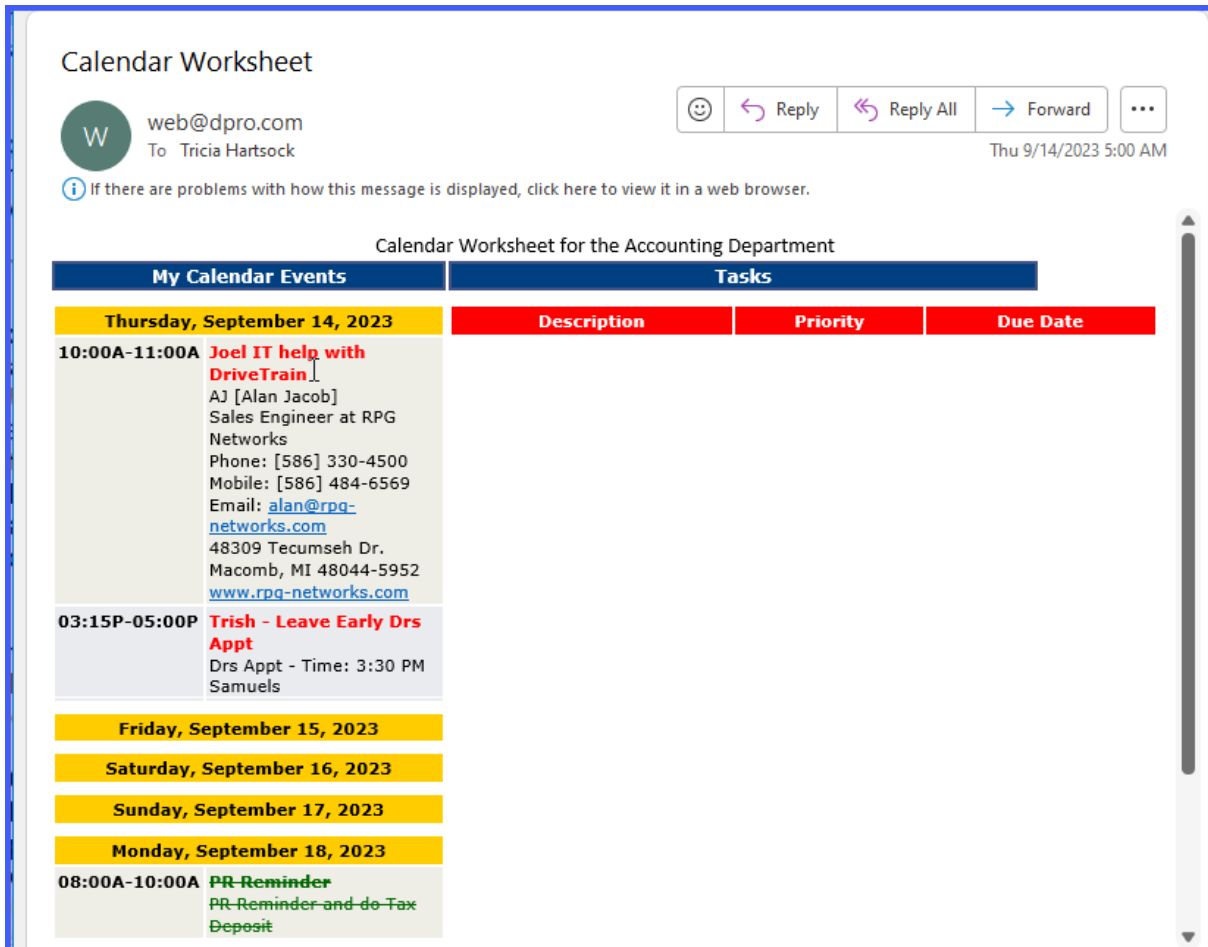 Calendar Worksheet
W
web@dpro.com
To Tricia Hartsock
Reply
Reply All
Forward
Thu 9/14/2023 5:00 AM
If there are problems with how this message is displayed, click here to view it in a web browser.
Calendar Worksheet for the Accounting Department
My Calendar Events
Tasks
Thursday, September 14, 2023
Description
Priority
Due Date
10:00A-11:00A Joel IT help with
DriveTrain
AJ [Alan Jacob]
Sales Engineer at RPG
Networks
Phone: [586] 330-4500
Mobile: [586] 484-6569
Email: alan@rpg-
networks.com
48309 Tecumseh Dr.
Macomb, MI 48044-5952
www.rpg-networks.com
03:15P-05:00P Trish - Leave Early Drs
Appt
Drs Appt - Time: 3:30 PM
Samuels
Friday, September 15, 2023
Saturday, September 16, 2023
Sunday, September 17, 2023
Monday, September 18, 2023
08:00A-10:00A PR Reminder
PR Reminder and do Tax
Deposit